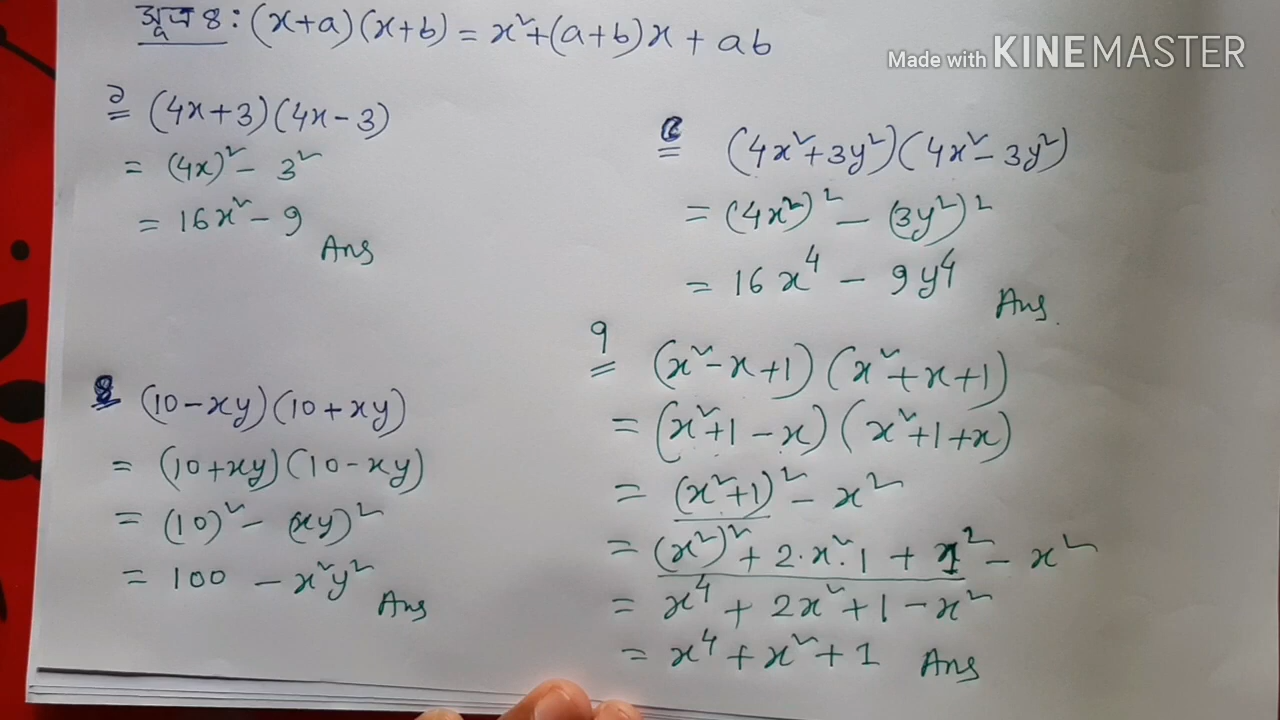 সূত্র ৪: (x+a)(x+b) = x²+(a+b)x + ab
Made with KINEMASTER
(4x+3)(4x-3)
= (4x)² - 3²
= 16x² - 9
Ans
(10-xy)(10+xy)
= (10+xy)(10-xy)
= (10)² - (xy)²
= 100 - x²y²
Ans
(4x²+3y²)(4x²-3y²)
= (4x²)² - (3y²)²
= 16x⁴ - 9y⁴
Ans.
৭ (x²-x+1)(x²+x+1)
= (x²+1-x)(x²+1+x)
= (x²+1)² - x²
= (x²)² + 2·x²·1 + 1² - x²
= x⁴ + 2x² + 1 - x²
= x⁴ + x² + 1 Ans